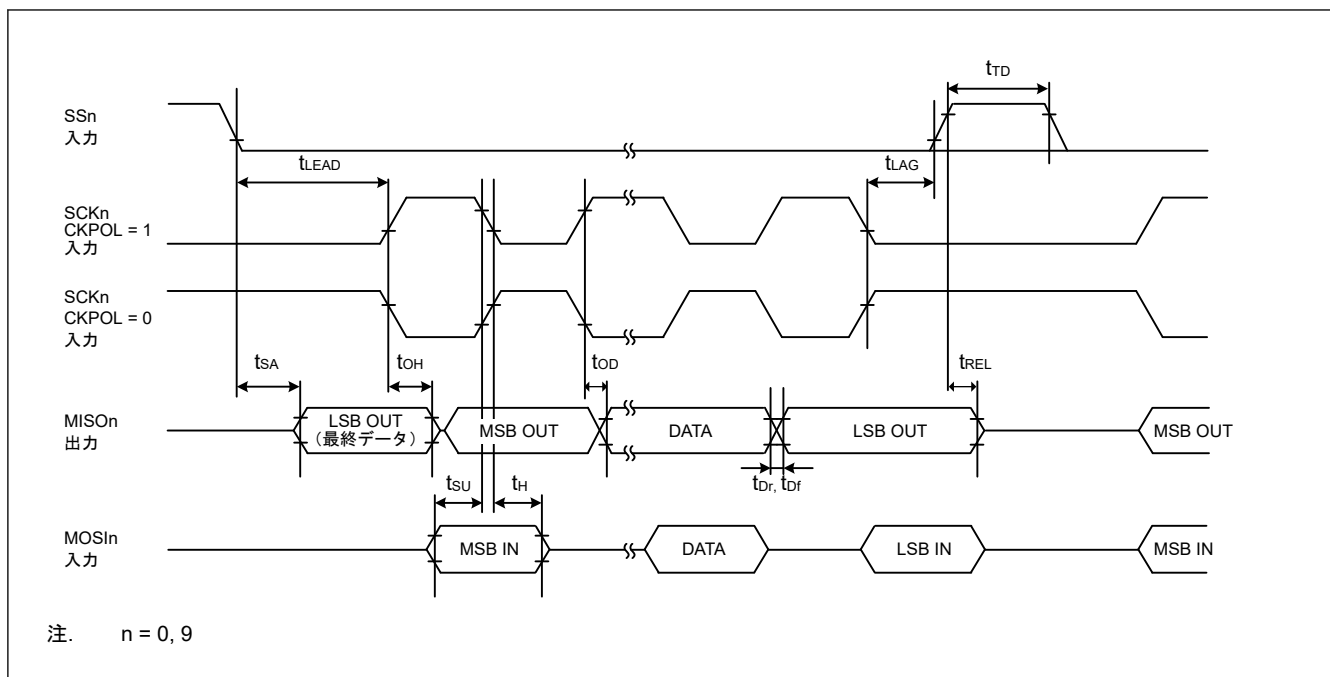 tTD
SSn
入力
tLEAD
tLAG
SCKn
CKPOL = 1
入力
SCKn
CKPOL = 0
入力
tSA
tOH
tOD
tREL
MISOn
出力
LSB OUT
(最終データ)
MSB OUT
DATA
LSB OUT
MSB OUT
tSU
tH
tDr, tDf
MOSIn
入力
MSB IN
DATA
LSB IN
MSB IN
注. n = 0, 9